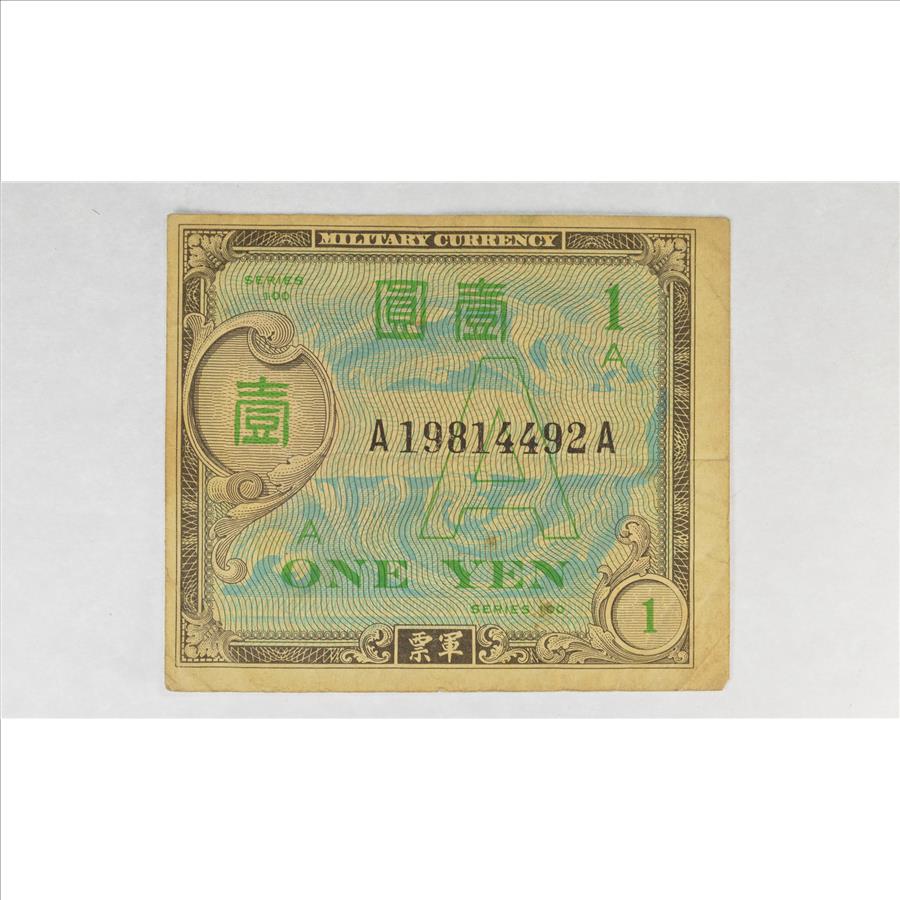 MILITARY CURRENCY
SERIES
100
圓壹
1
A
壹
A19814492A
A
A
ONE YEN
SERIES 100
1
票軍